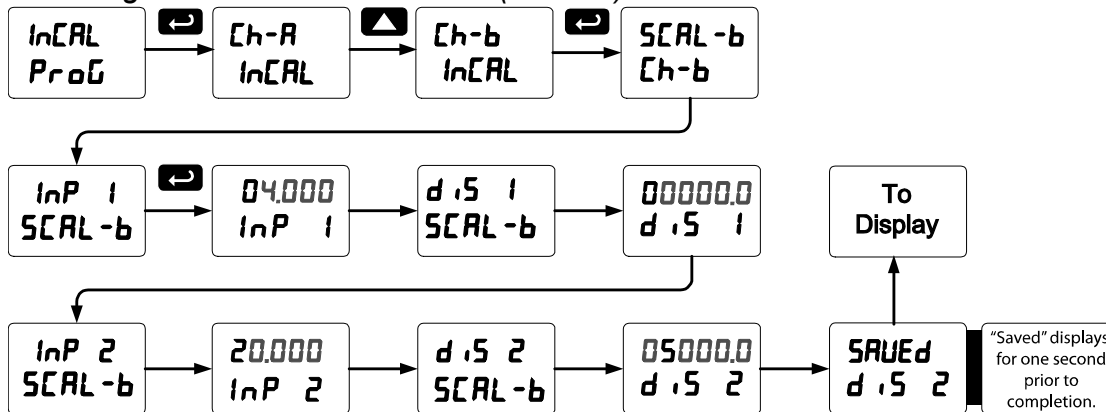 InCAL
ProG
Ch-A
InCAL
Ch-b
InCAL
SCAL-b
Ch-b
InP 1
SCAL-b
04.000
InP 1
diS 1
SCAL-b
00000.0
diS 1
To
Display
InP 2
SCAL-b
20.000
InP 2
diS 2
SCAL-b
05000.0
diS 2
SAVEd
diS 2
"Saved" displays
for one second
prior to
completion.